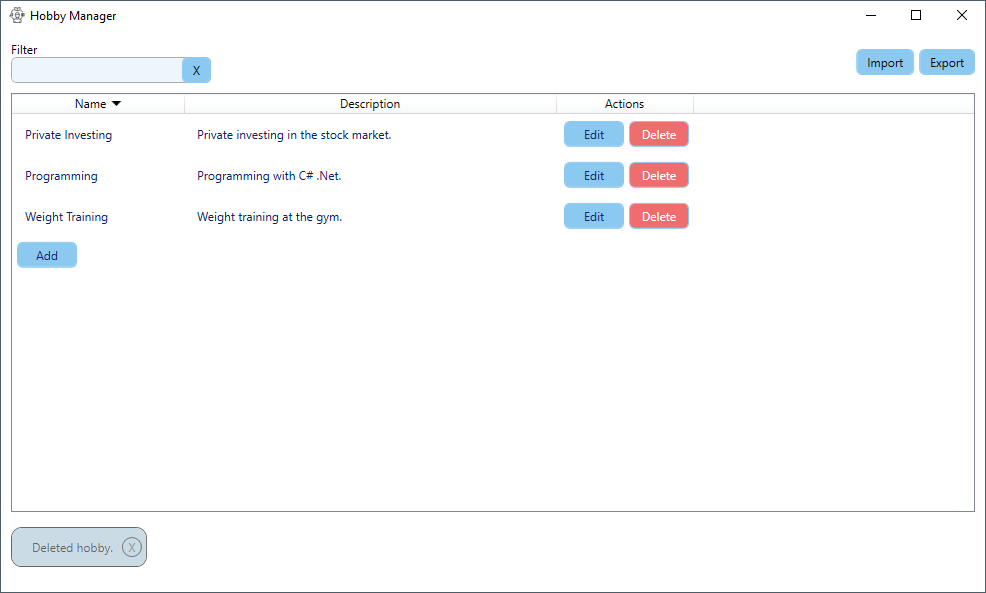 Hobby Manager
Filter
X
Import Export
Name Description Actions
Private Investing Private investing in the stock market. Edit Delete
Programming Programming with C# .Net. Edit Delete
Weight Training Weight training at the gym. Edit Delete
Add
Deleted hobby. X